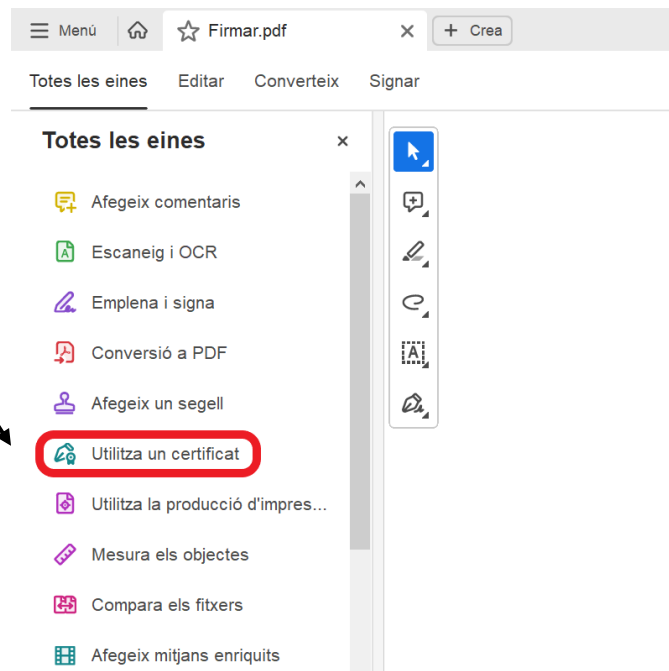 Menú
Firmar.pdf
Crea
Totes les eines Editar Converteix Signar
Totes les eines
Afegeix comentaris
Escaneig i OCR
Emplena i signa
Conversió a PDF
Afegeix un segell
Utilitza un certificat
Utilitza la producció d'impres...
Mesura els objectes
Compara els fitxers
Afegeix mitjans enriquits